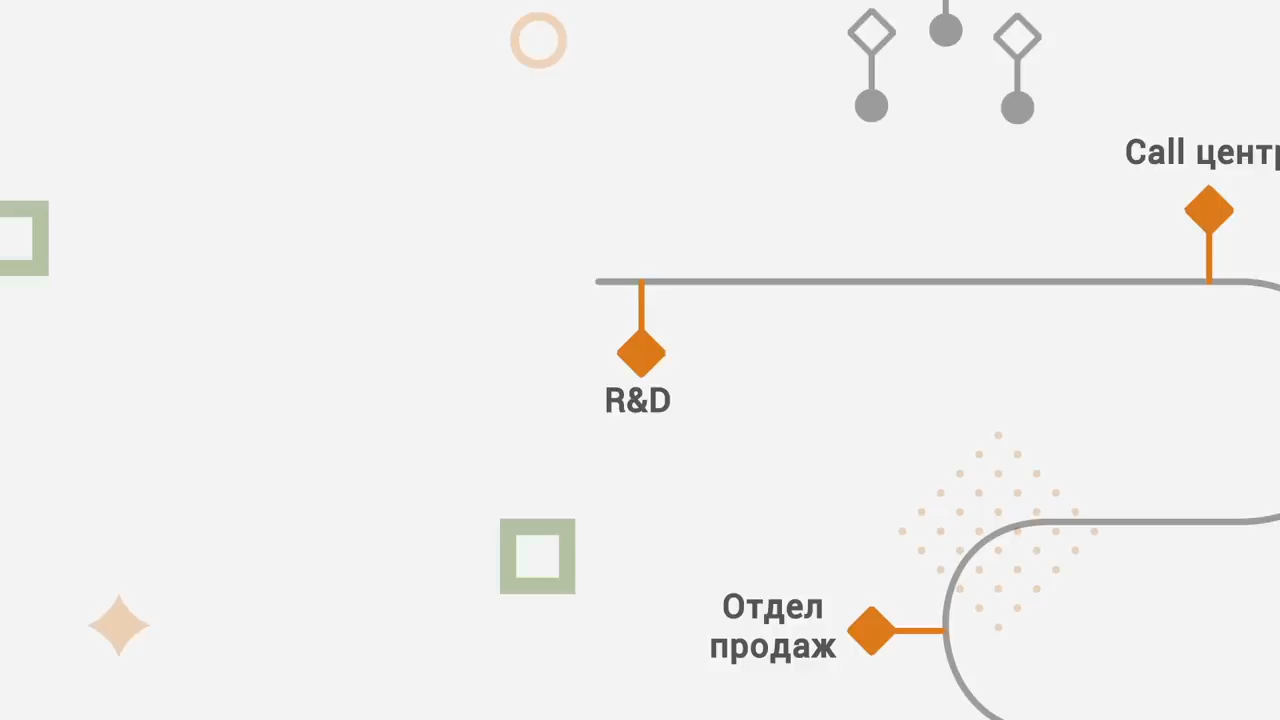 Call центр
R&D
Отдел
продаж